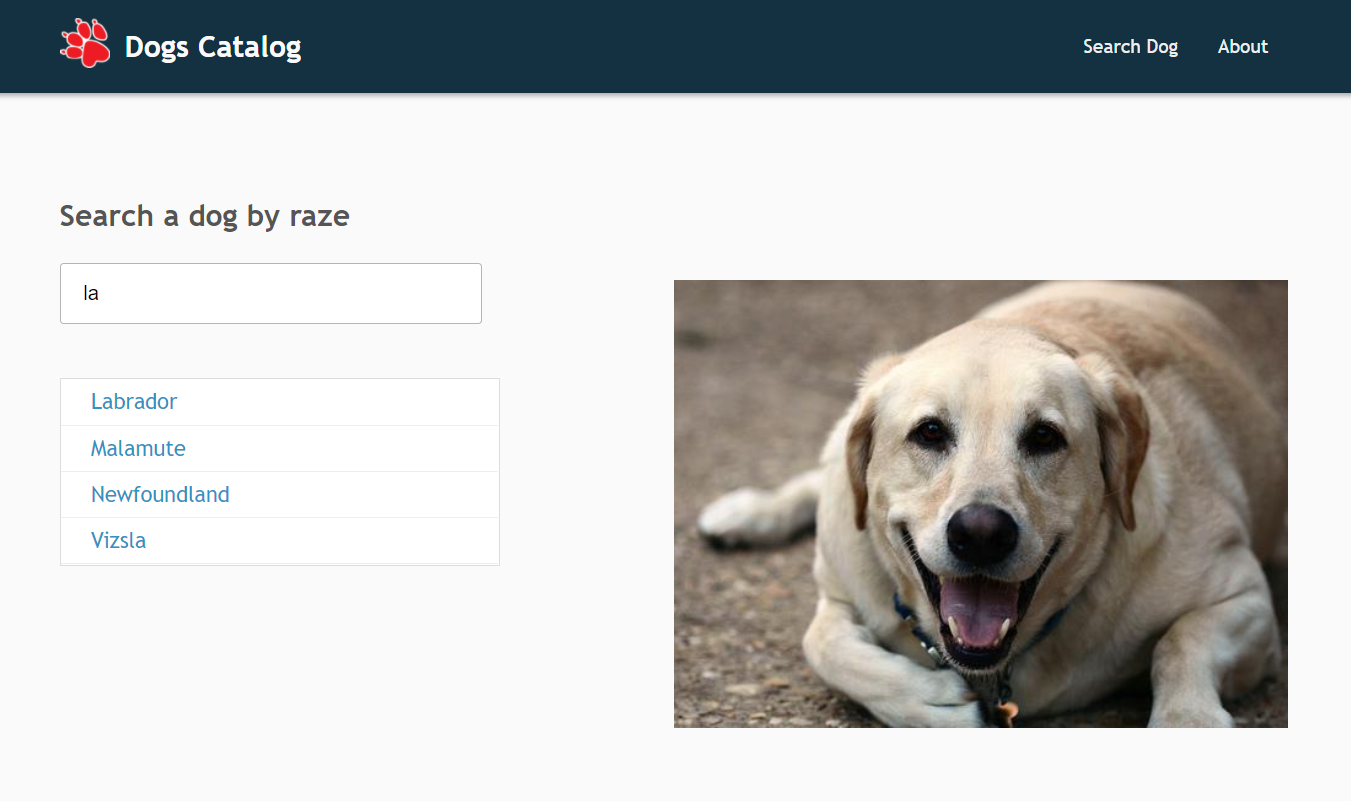 Dogs Catalog
Search Dog
About
Search a dog by raze
la
Labrador
Malamute
Newfoundland
Vizsla